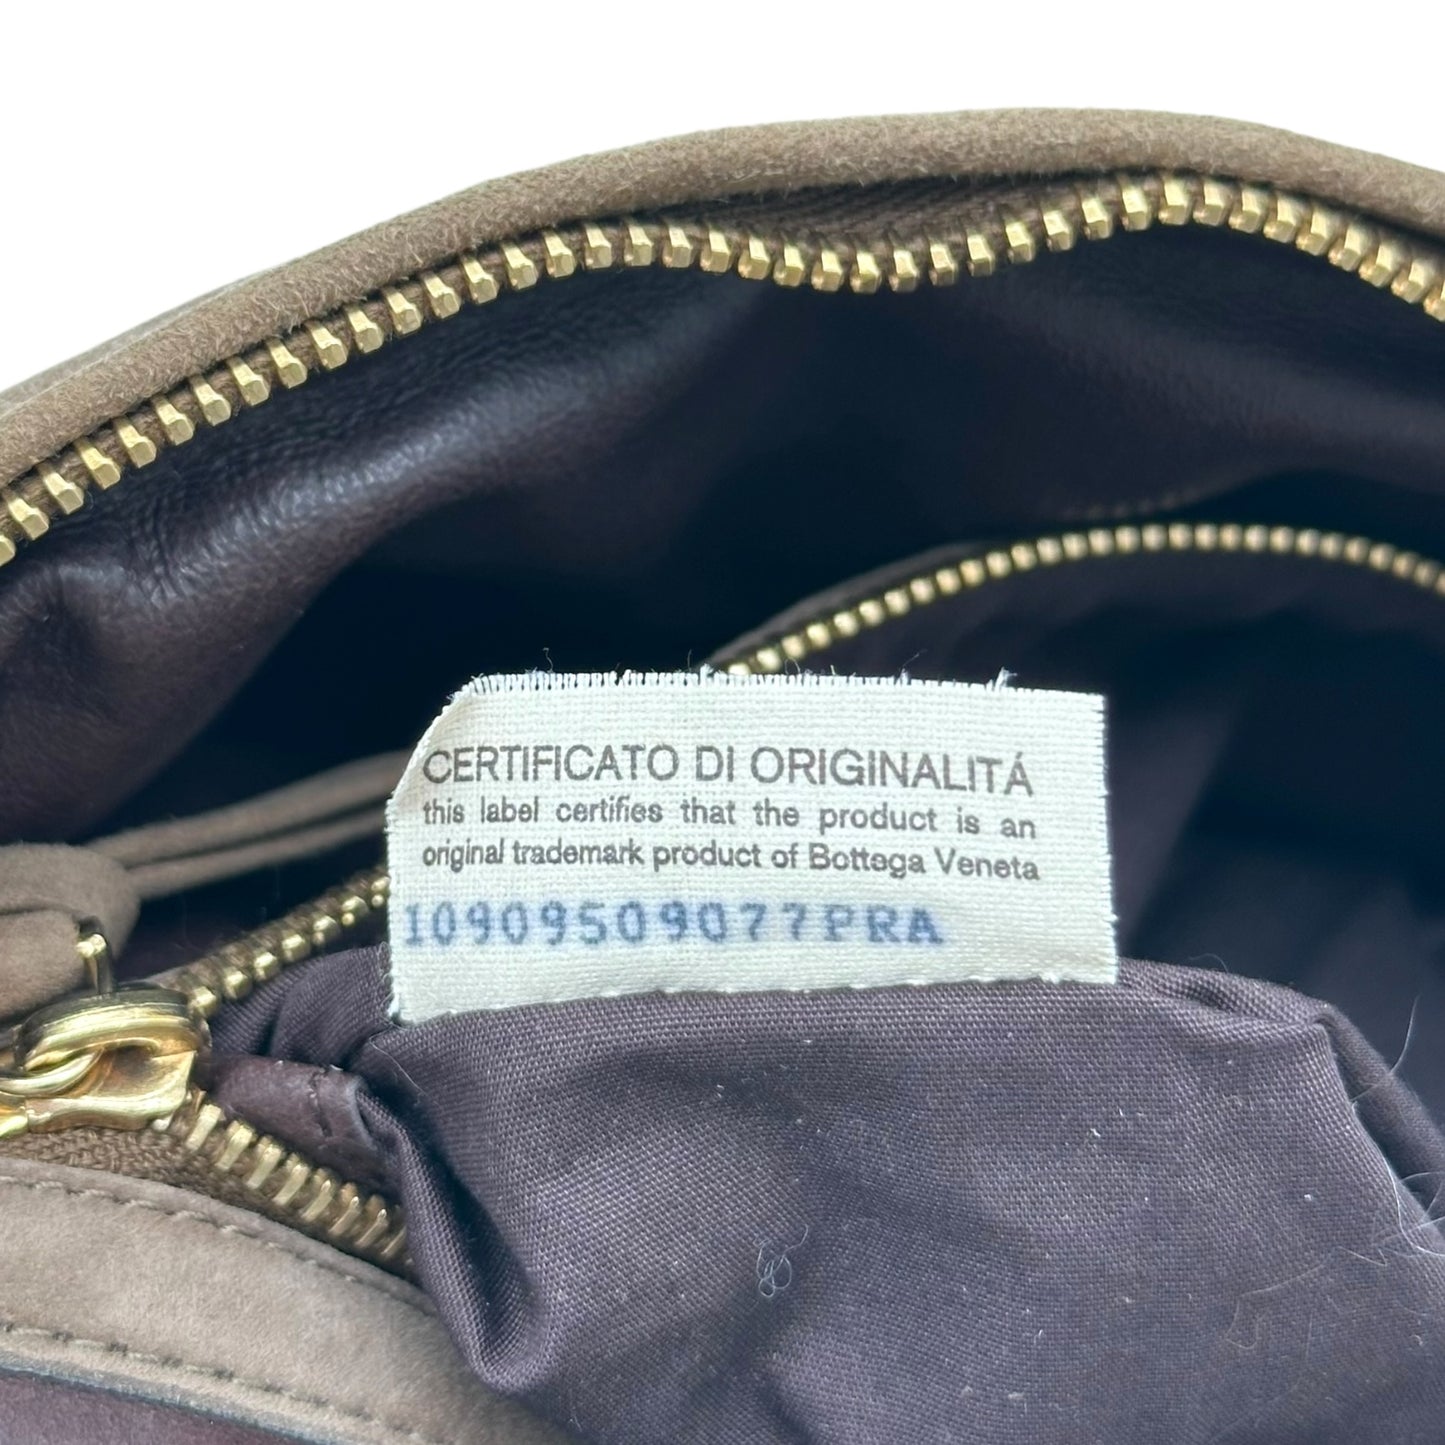 CERTIFICATO DI ORIGINALITÁ
this label certifies that the product is an
original trademark product of Bottega Veneta
10909509077PRA